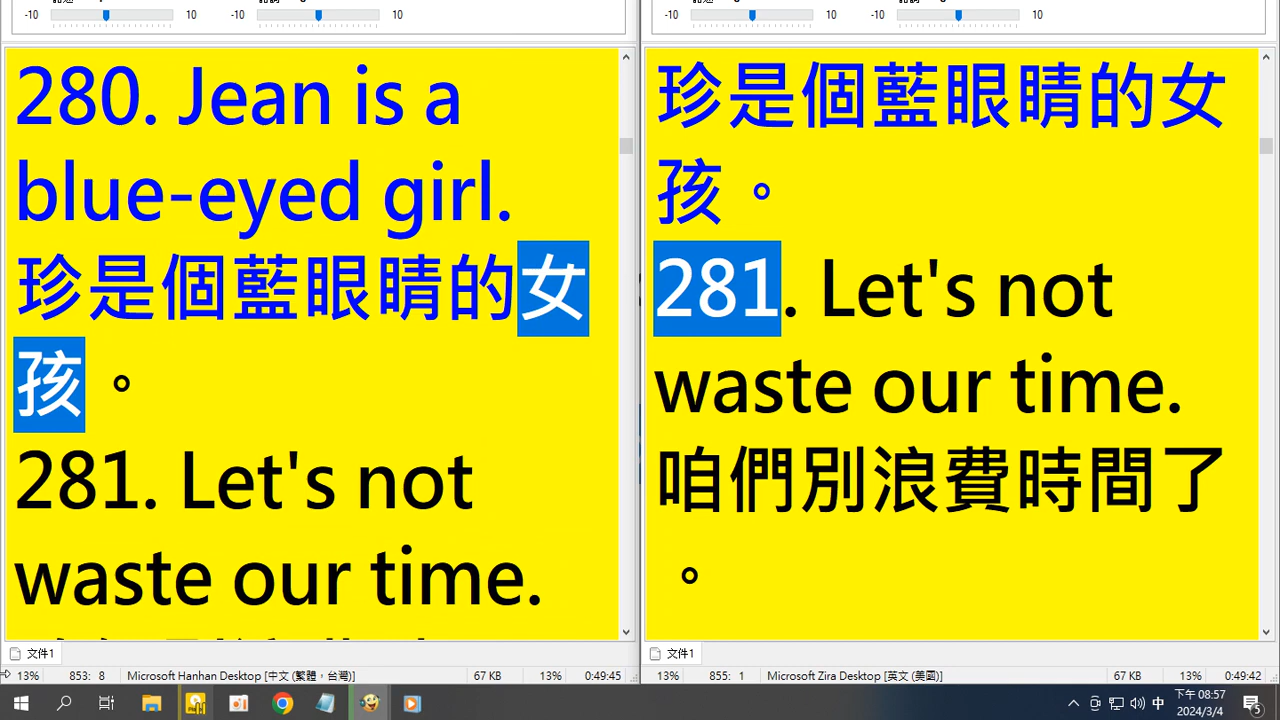 -10 10 -10 10
280. Jean is a
blue-eyed girl.
珍是個藍眼睛的女
孩。
281. Let's not
waste our time.
文件1
13% 853: 8 Microsoft Hanhan Desktop [中文 (繁體，台灣)] 67 KB 13% 0:49:45
-10 10 -10 10
珍是個藍眼睛的女
孩。
281. Let's not
waste our time.
咱們別浪費時間了
。
文件1
13% 855: 1 Microsoft Zira Desktop [英文 (美國)] 67 KB 13% 0:49:42
中
下午 08:57
2024/3/4
5